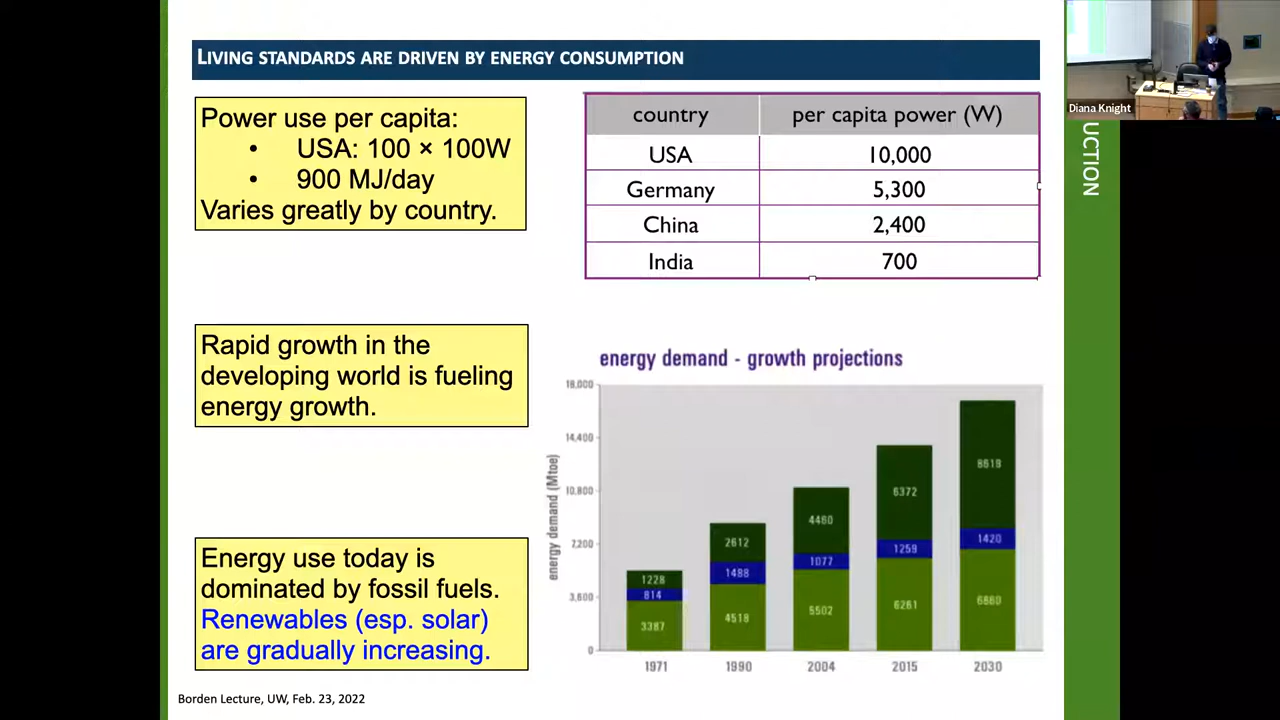 LIVING STANDARDS ARE DRIVEN BY ENERGY CONSUMPTION
Power use per capita:
• USA: 100 × 100W
• 900 MJ/day
Varies greatly by country.
country per capita power (W)
USA 10,000
Germany 5,300
China 2,400
India 700
Rapid growth in the
developing world is fueling
energy growth.
energy demand - growth projections
energy demand (Mtoe)
18,000
14,400
10,800
7,200
3,600
0
1228
814
3387
2612
1488
4518
4460
1077
5502
6372
1259
6261
8619
1420
6860
1971 1990 2004 2015 2030
Energy use today is
dominated by fossil fuels.
Renewables (esp. solar)
are gradually increasing.
Borden Lecture, UW, Feb. 23, 2022
Diana Knight
UCTION